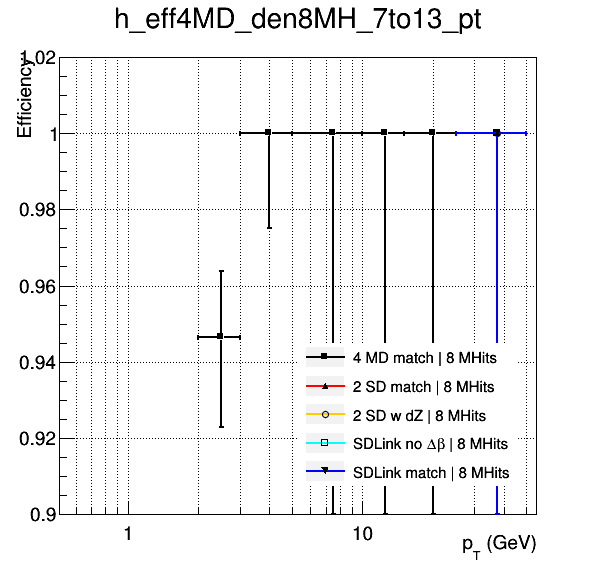 h_eff4MD_den8MH_7to13_pt
Efficiency
1.02
1
0.98
0.96
0.94
0.92
0.9
4 MD match | 8 MHits
2 SD match | 8 MHits
2 SD w dZ | 8 MHits
SDLink no Δβ | 8 MHits
SDLink match | 8 MHits
1
10
p_T (GeV)